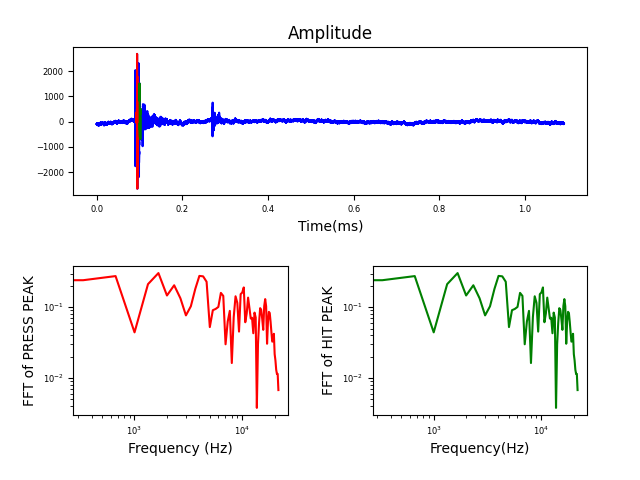 Amplitude
2000
1000
0
−1000
−2000
0.0 0.2 0.4 0.6 0.8 1.0
Time(ms)
FFT of PRESS PEAK
10⁻¹
10⁻²
10³ 10⁴
Frequency (Hz)
FFT of HIT PEAK
10⁻¹
10⁻²
10³ 10⁴
Frequency(Hz)